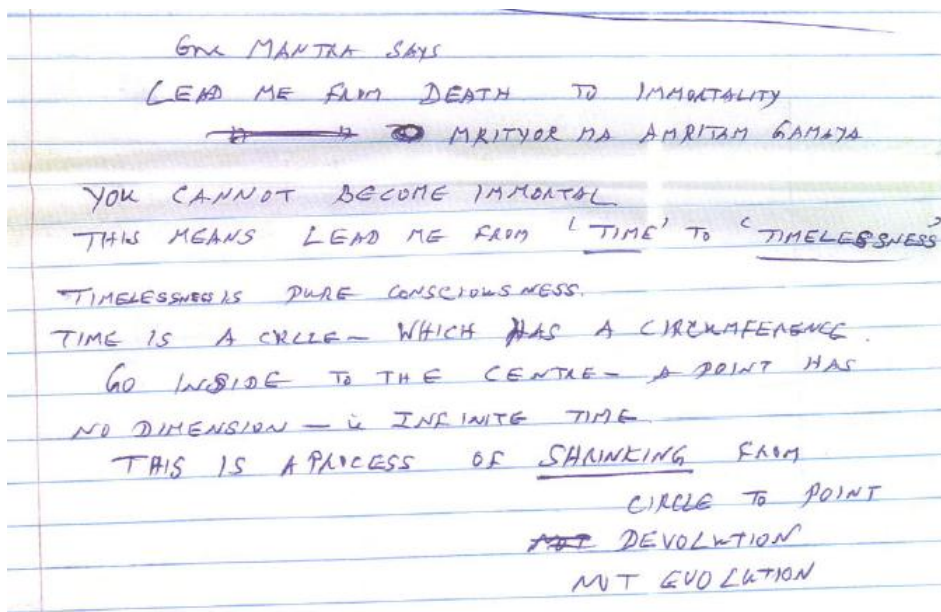 One MANTRA SAYS
LEAD ME FROM DEATH TO IMMORTALITY
MRITYOR MA AMRITAM GAMAYA
YOU CANNOT BECOME IMMORTAL
THIS MEANS LEAD ME FROM 'TIME' TO 'TIMELESSNESS'
TIMELESSNESS IS PURE CONSCIOUSNESS.
TIME IS A CRCLE - WHICH HAS A CIRCUMFERENCE.
GO INSIDE TO THE CENTRE - A POINT HAS
NO DIMENSION - ie INFINITE TIME
THIS IS A PROCESS OF SHRINKING FROM
CIRCLE TO POINT
DEVOLUTION
NOT EVOLUTION